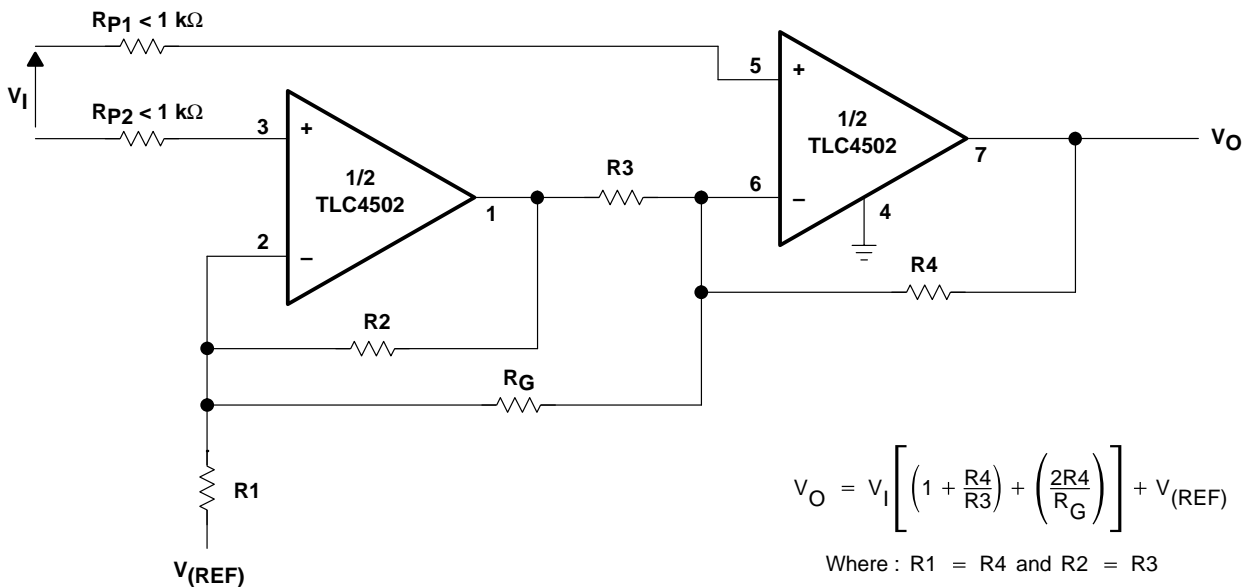 RP1 < 1 kΩ
VI
RP2 < 1 kΩ
3
+
1/2
TLC4502
1
2
−
R3
5
+
1/2
TLC4502
7
6
−
4
VO
R4
R2
RG
R1
V(REF)
VO = VI[(1 + R4/R3) + (2R4/RG)] + V(REF)
Where : R1 = R4 and R2 = R3